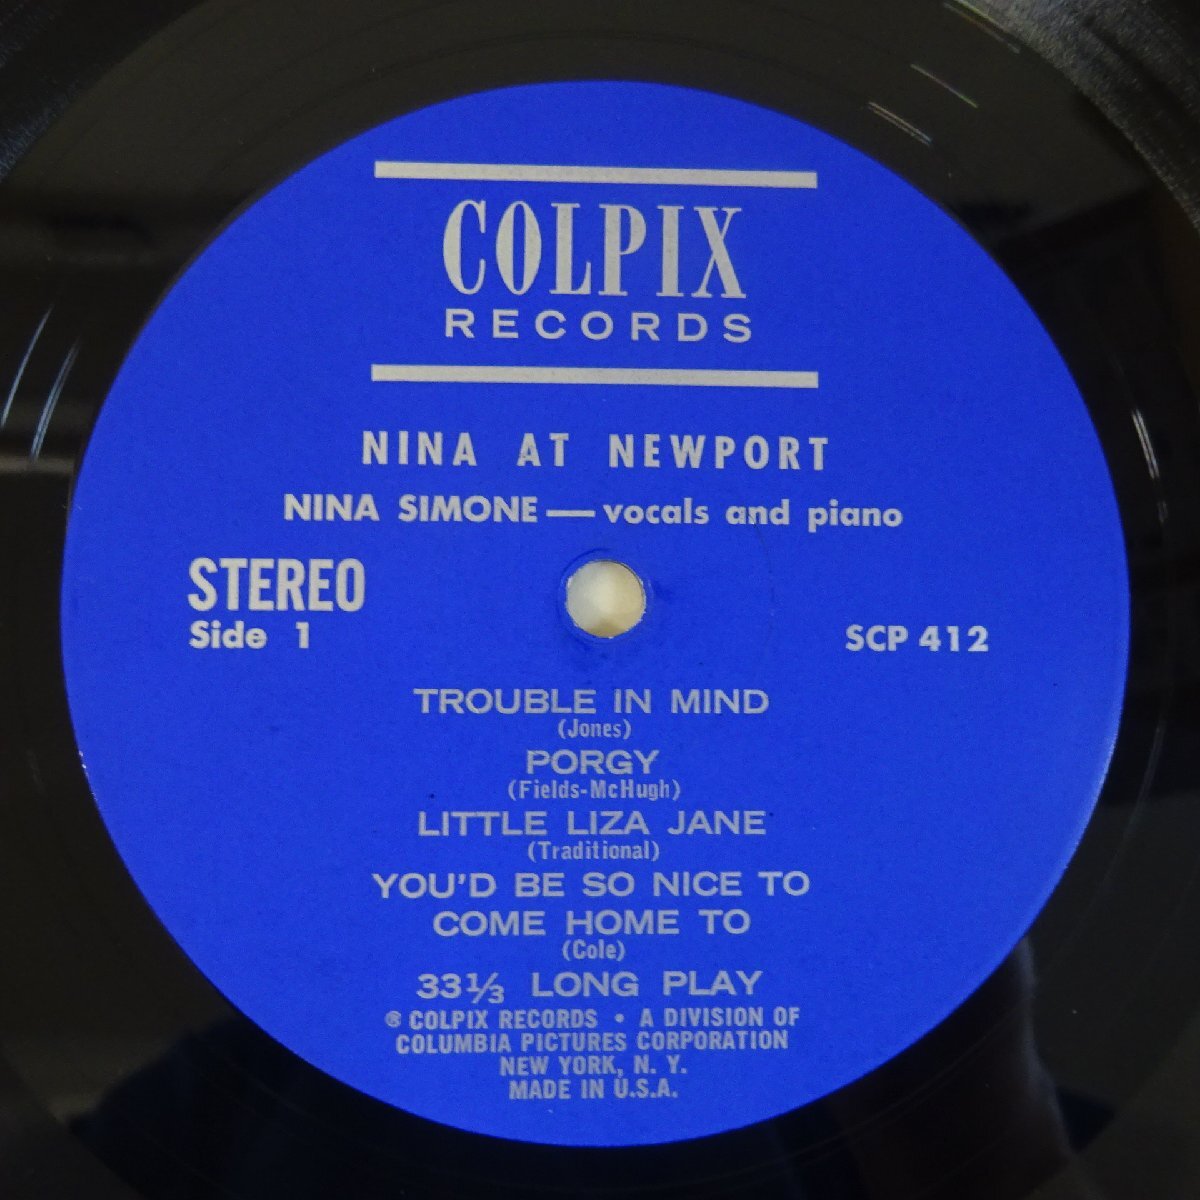 COLPIX
RECORDS
NINA AT NEWPORT
NINA SIMONE — vocals and piano
STEREO
Side 1
SCP 412
TROUBLE IN MIND
(Jones)
PORGY
(Fields-McHugh)
LITTLE LIZA JANE
(Traditional)
YOU'D BE SO NICE TO
COME HOME TO
(Cole)
33⅓ LONG PLAY
® COLPIX RECORDS • A DIVISION OF
COLUMBIA PICTURES CORPORATION
NEW YORK, N. Y.
MADE IN U.S.A.